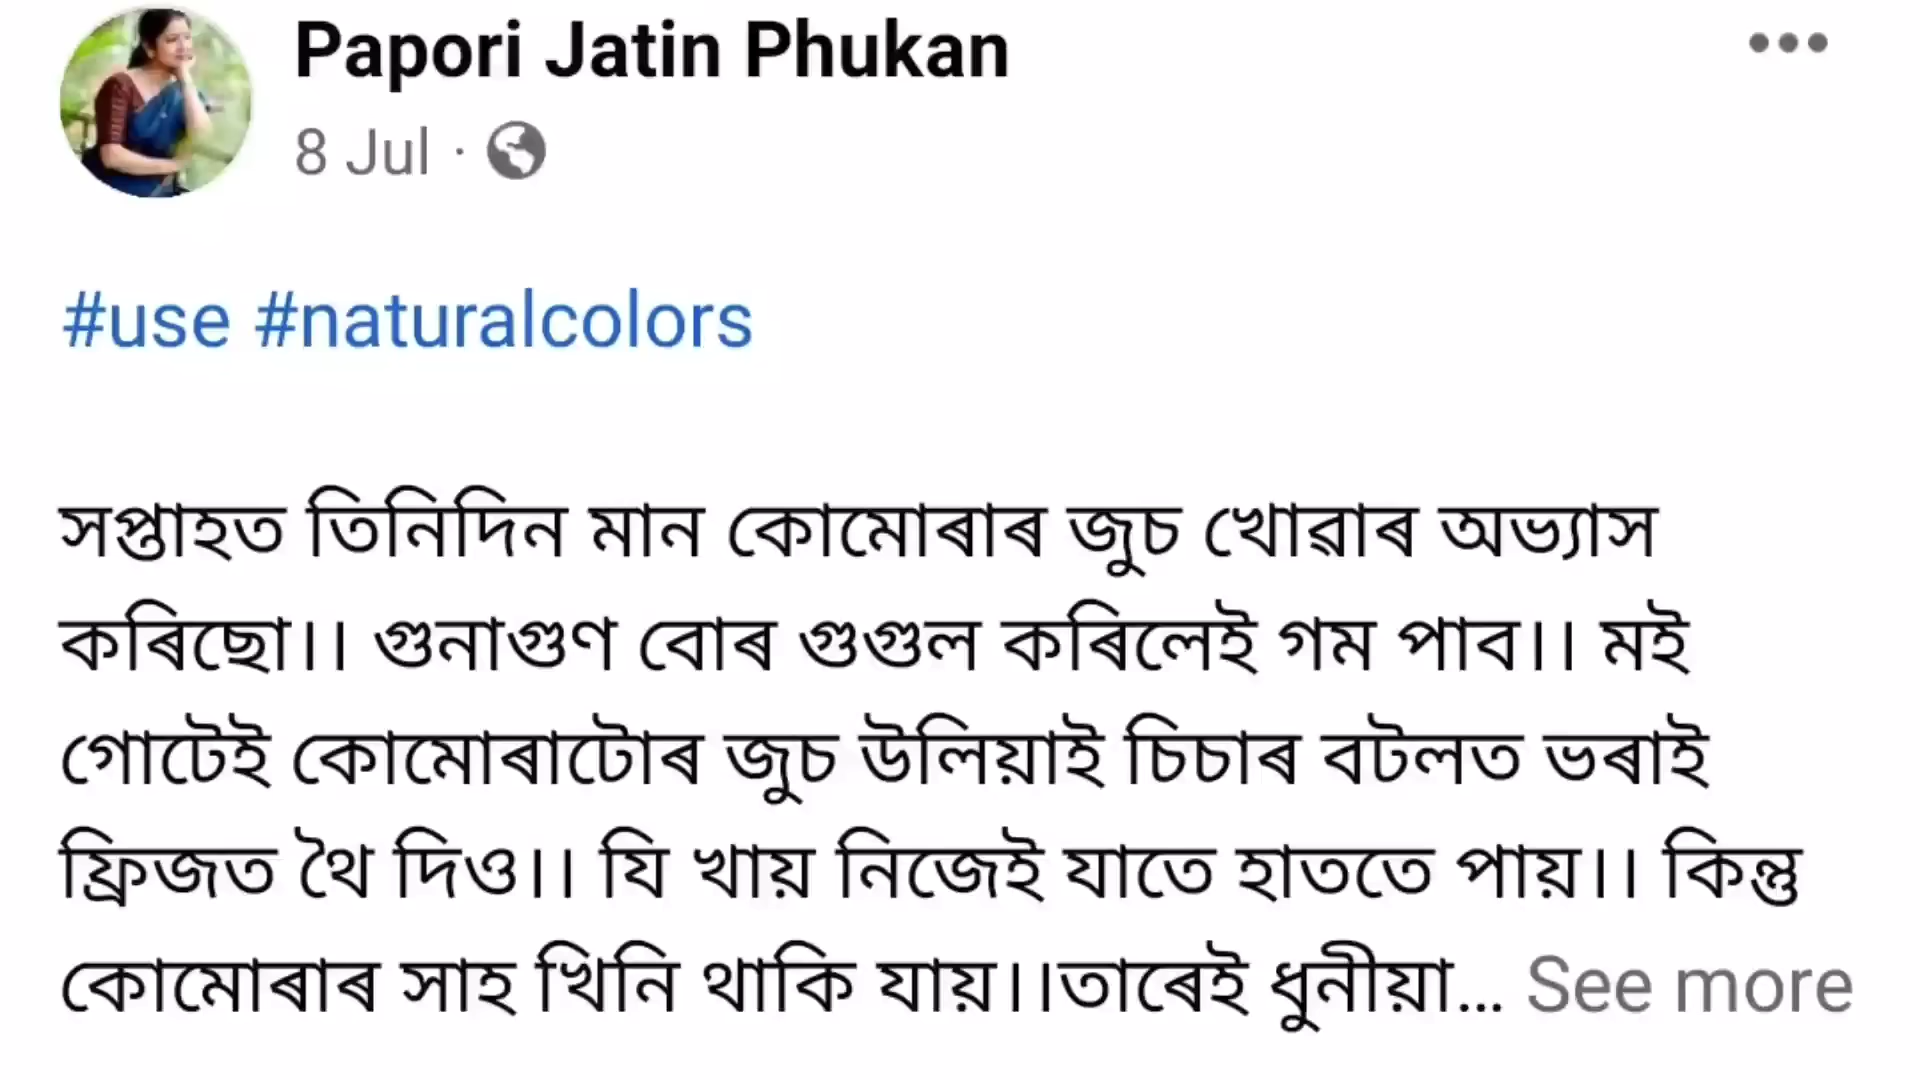 Papori Jatin Phukan
8 Jul ·
#use #naturalcolors
সপ্তাহত তিনিদিন মান কোমোৰাৰ জুচ খোৱাৰ অভ্যাস
কৰিছো।। গুনাগুণ বোৰ গুগুল কৰিলেই গম পাব।। মই
গোটেই কোমোৰাটোৰ জুচ উলিয়াই চিচাৰ বটলত ভৰাই
ফ্ৰিজত থৈ দিও।। যি খায় নিজেই যাতে হাততে পায়।। কিন্তু
কোমোৰাৰ সাহ খিনি থাকি যায়।।তাৰেই ধুনীয়া... See more